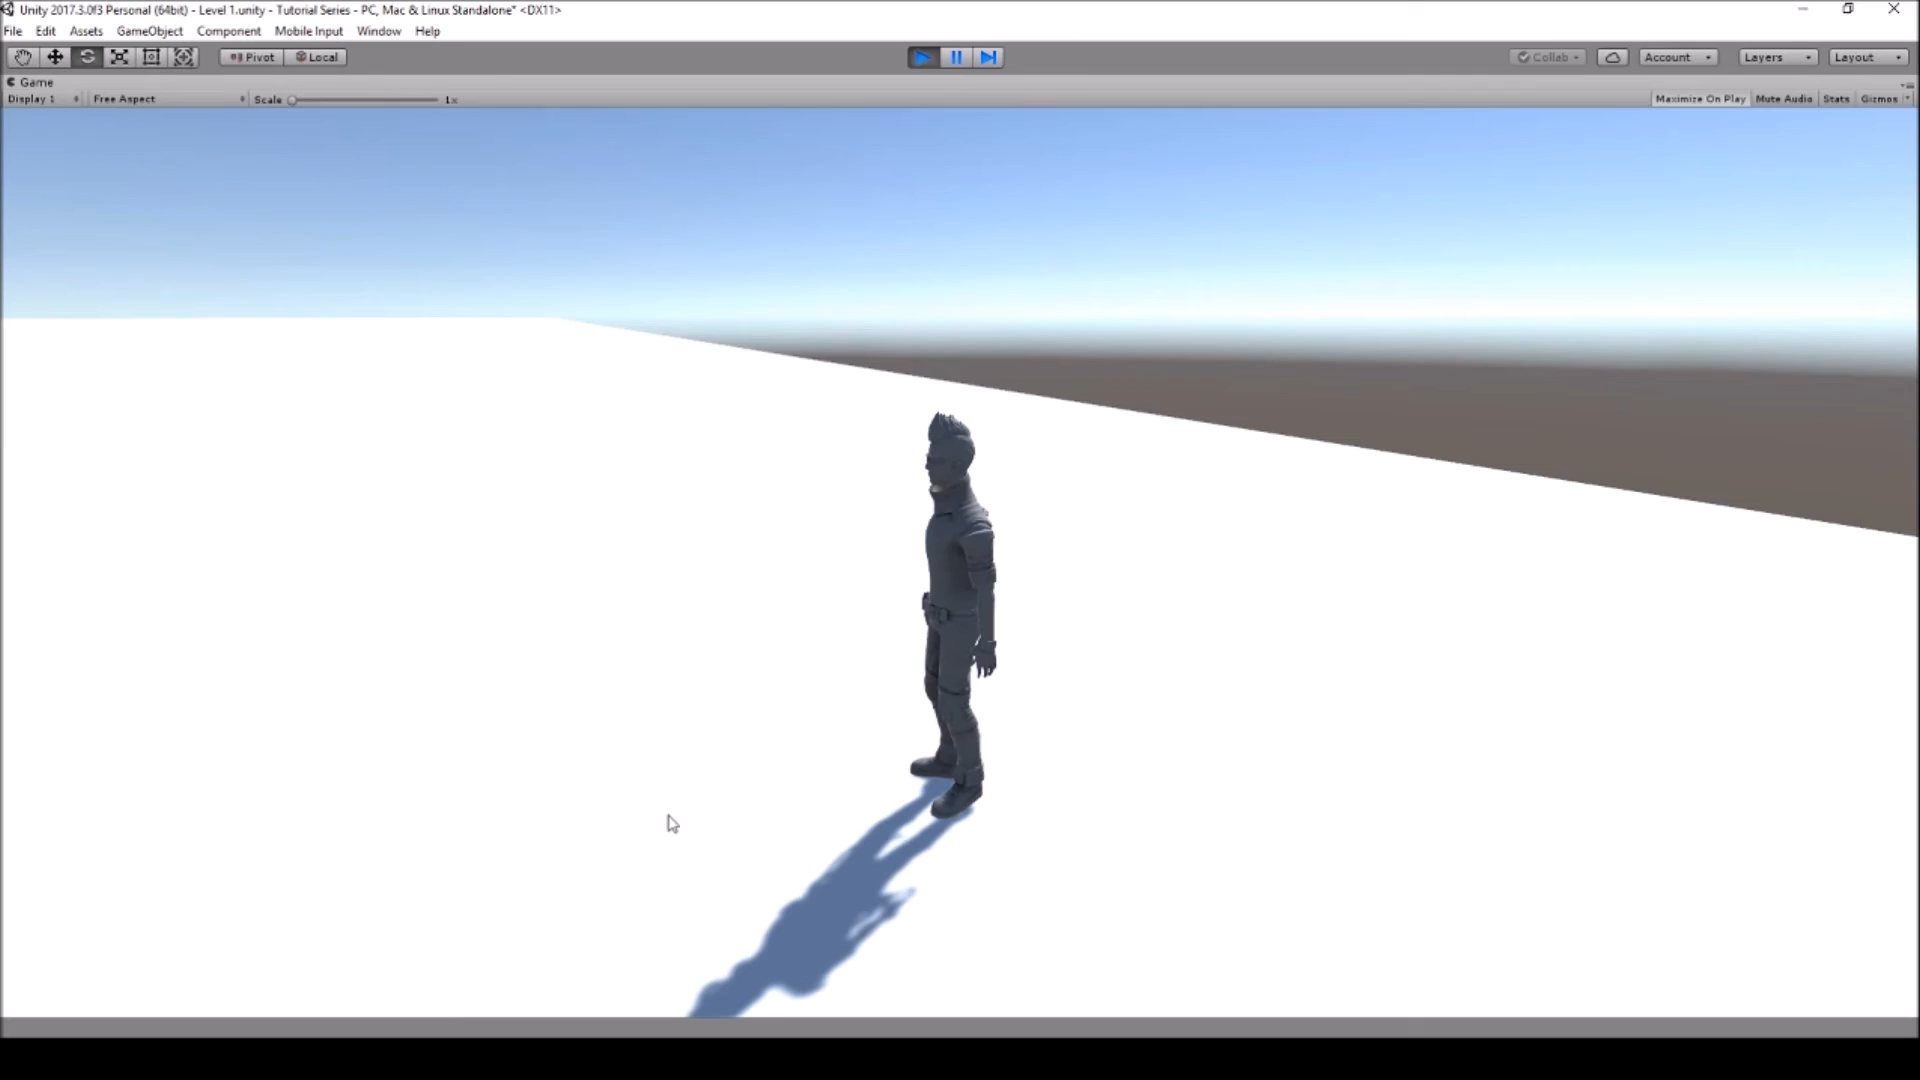 Unity 2017.3.0f3 Personal (64bit) - Level 1.unity - Tutorial Series - PC, Mac & Linux Standalone* <DX11>
File Edit Assets GameObject Component Mobile Input Window Help
Pivot Local Collab Account Layers Layout
Game
Display 1 Free Aspect Scale 1x Maximize On Play Mute Audio Stats Gizmos